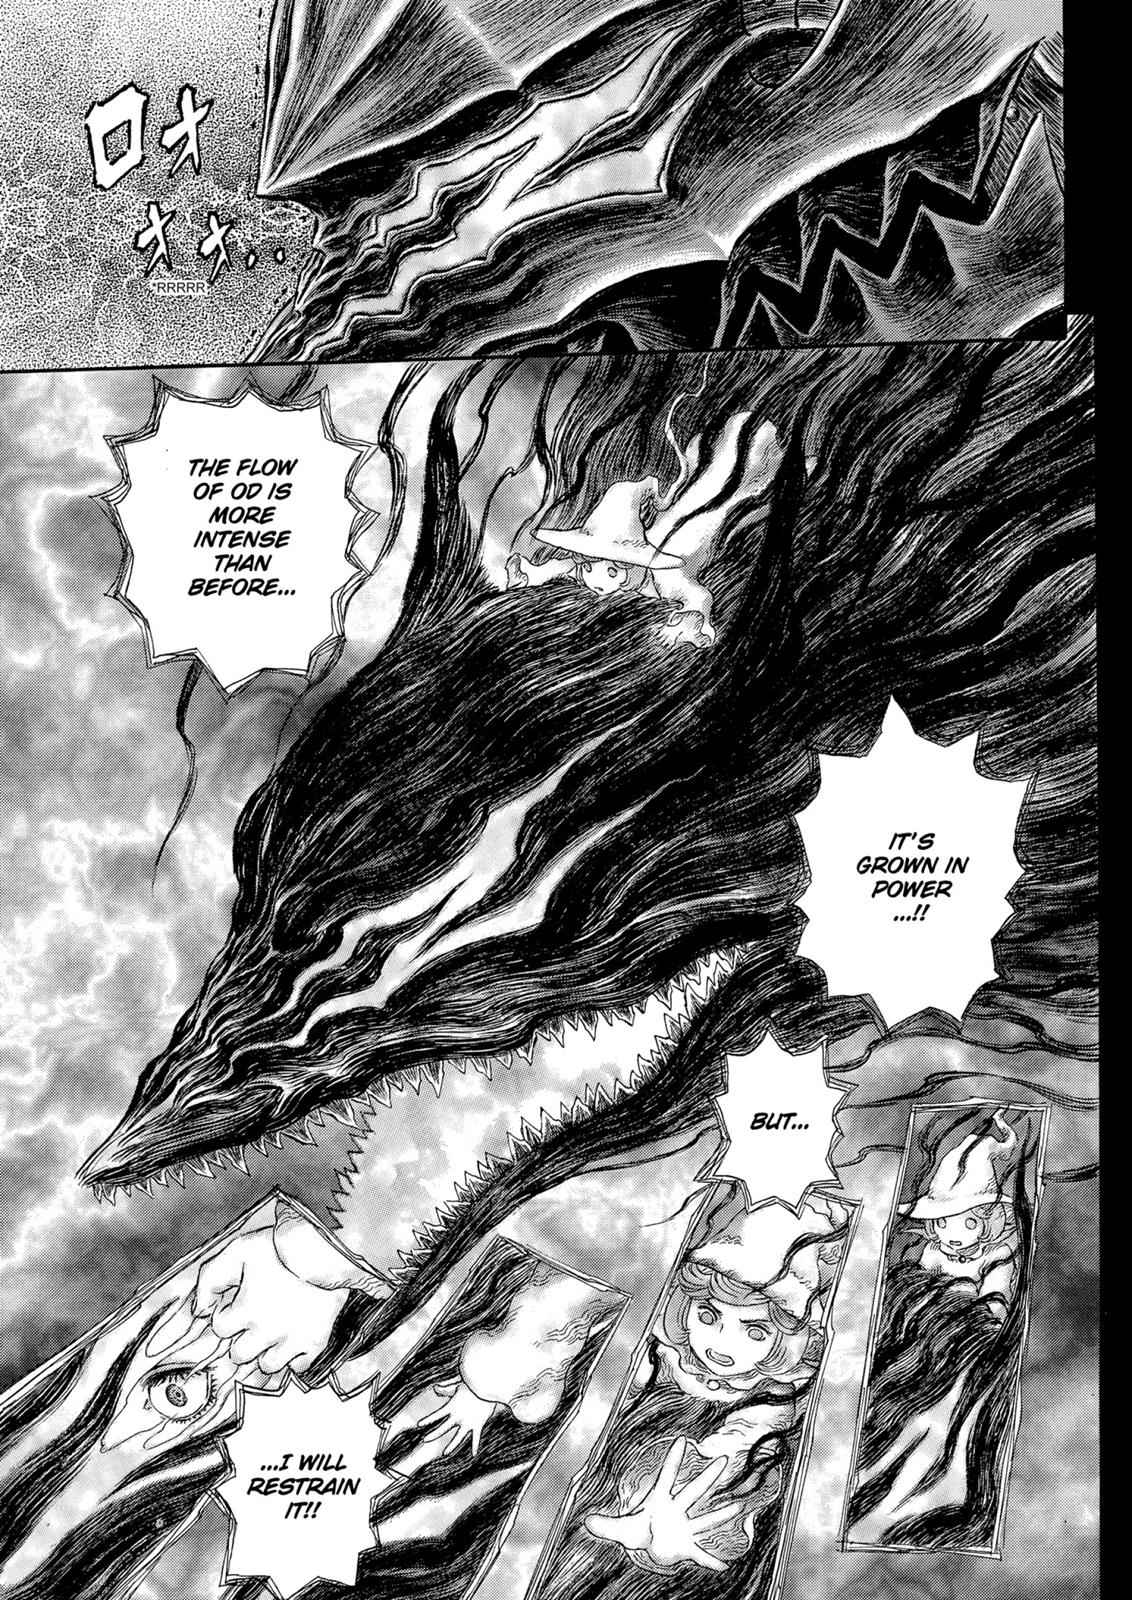 ロオ
オオ..
*RRRRR
IT'S
GROWN IN
POWER
...!!
THE FLOW
OF OD IS
MORE
INTENSE
THAN
BEFORE...
BUT...
...I WILL
RESTRAIN
IT!!